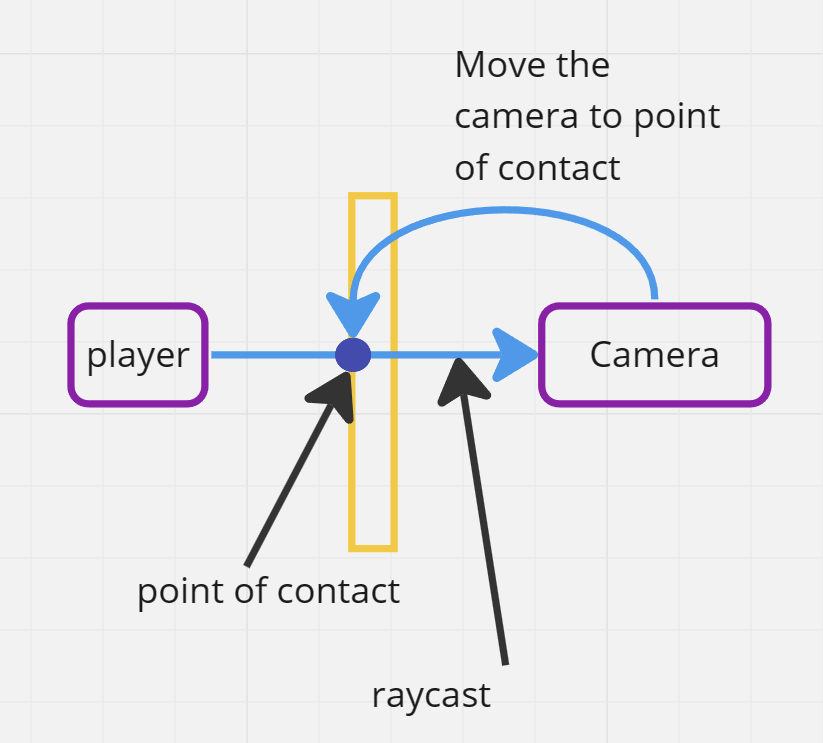 Move the
camera to point
of contact
player
Camera
point of contact
raycast